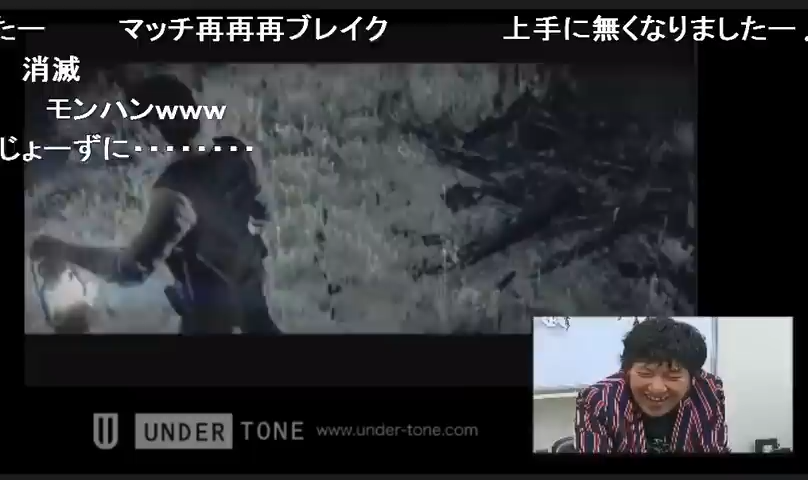 たー マッチ再再再ブレイク 上手に無くなりましたー
消滅
モンハンwww
じょーずに・・・・・・・・
UNDER TONE www.under-tone.com